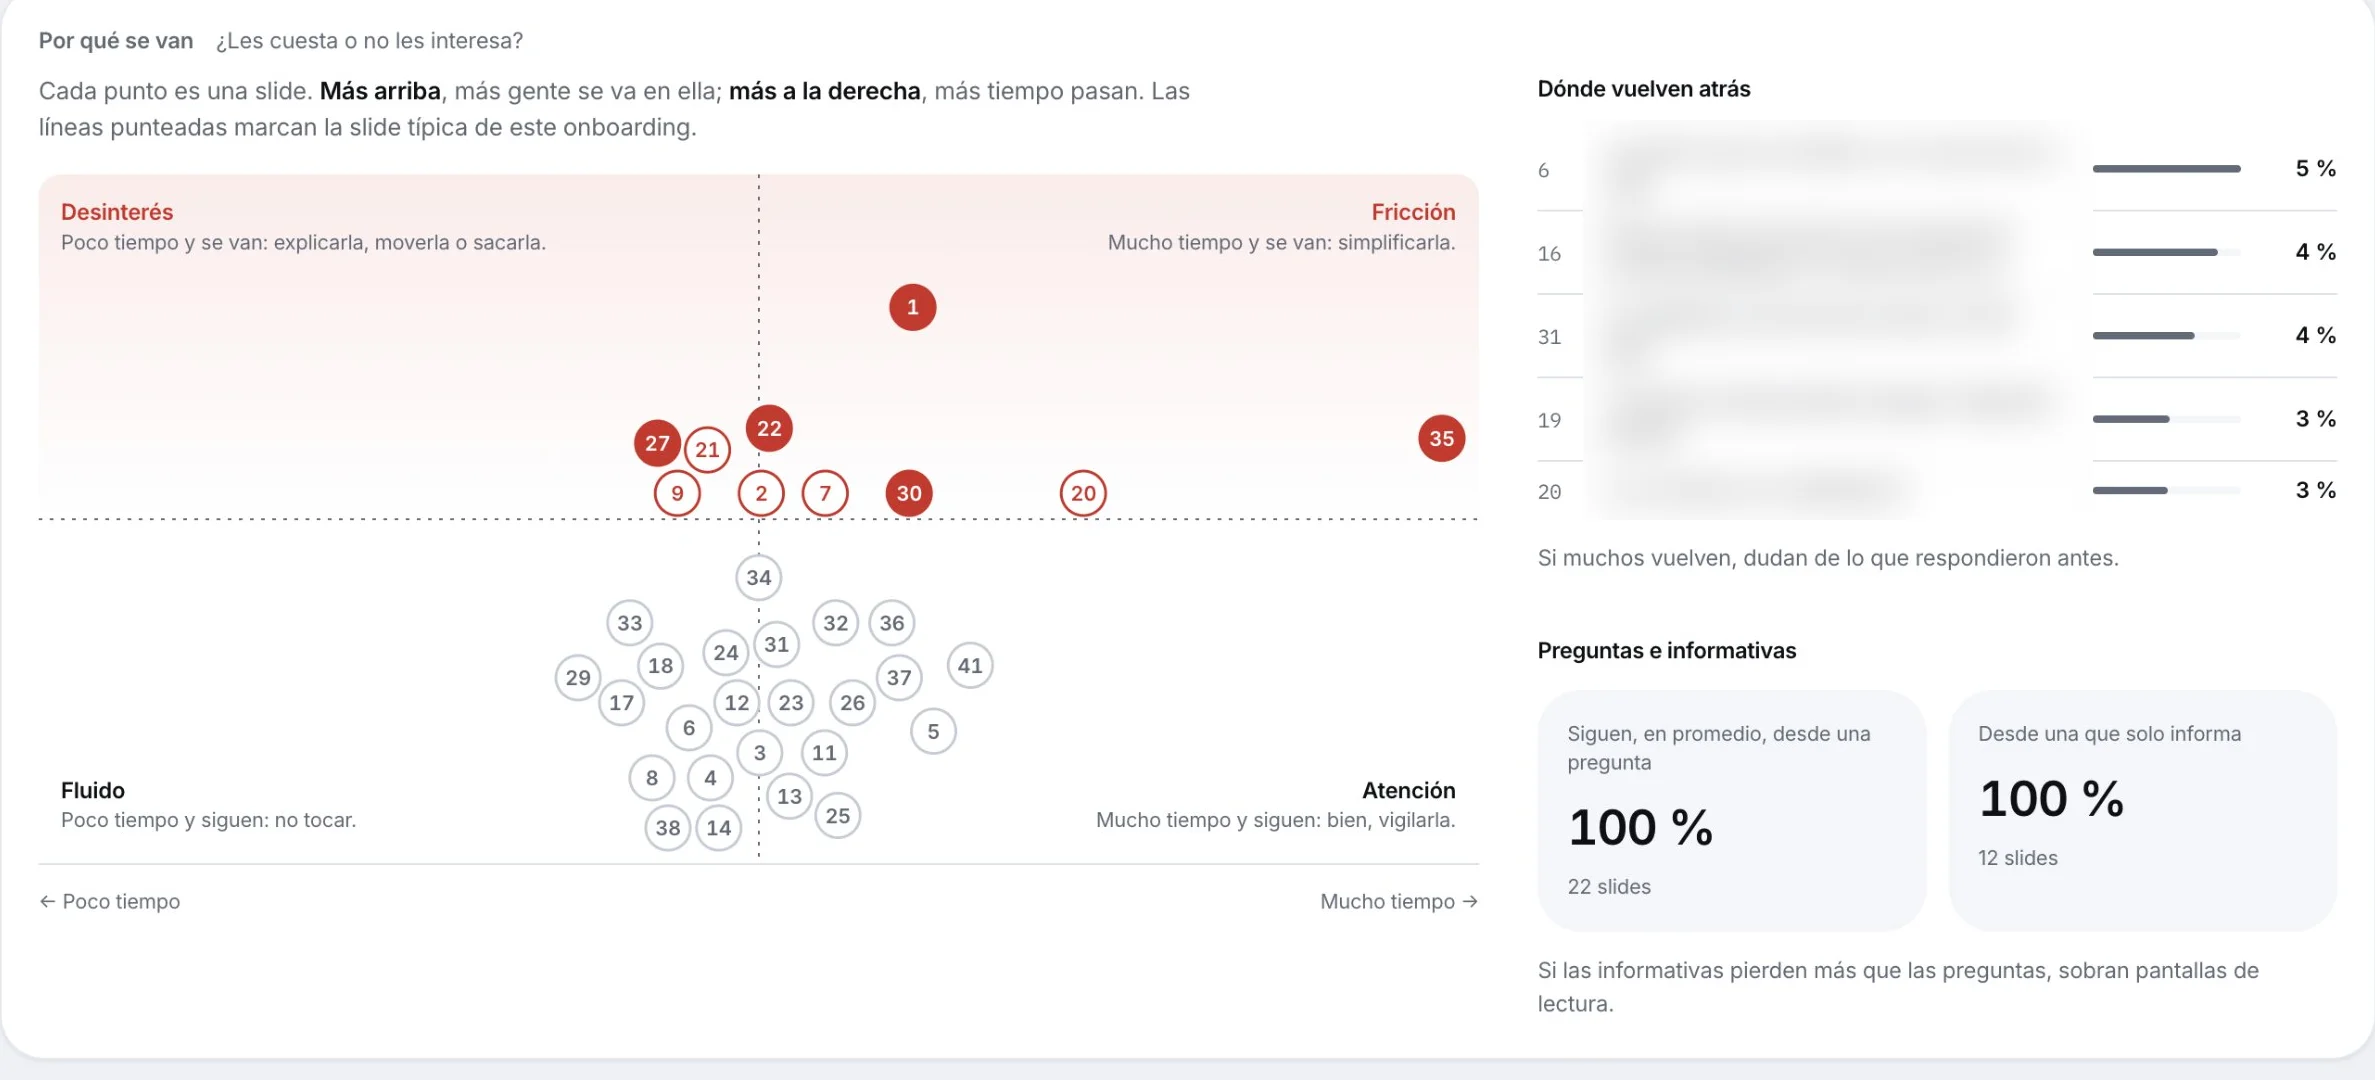 Por qué se van ¿Les cuesta o no les interesa?
Cada punto es una slide. Más arriba, más gente se va en ella; más a la derecha, más tiempo pasan. Las
líneas punteadas marcan la slide típica de este onboarding.
Desinterés
Poco tiempo y se van: explicarla, moverla o sacarla.
Fricción
Mucho tiempo y se van: simplificarla.
1
22
35
27
21
9
2
7
30
20
34
33
32
36
31
24
18
41
29
37
17
12
23
26
6
5
3
11
8
4
13
25
38
14
Fluido
Poco tiempo y siguen: no tocar.
Atención
Mucho tiempo y siguen: bien, vigilarla.
← Poco tiempo
Mucho tiempo →
Dónde vuelven atrás
6 5 %
16 4 %
31 4 %
19 3 %
20 3 %
Si muchos vuelven, dudan de lo que respondieron antes.
Preguntas e informativas
Siguen, en promedio, desde una
pregunta
100 %
22 slides
Desde una que solo informa
100 %
12 slides
Si las informativas pierden más que las preguntas, sobran pantallas de
lectura.